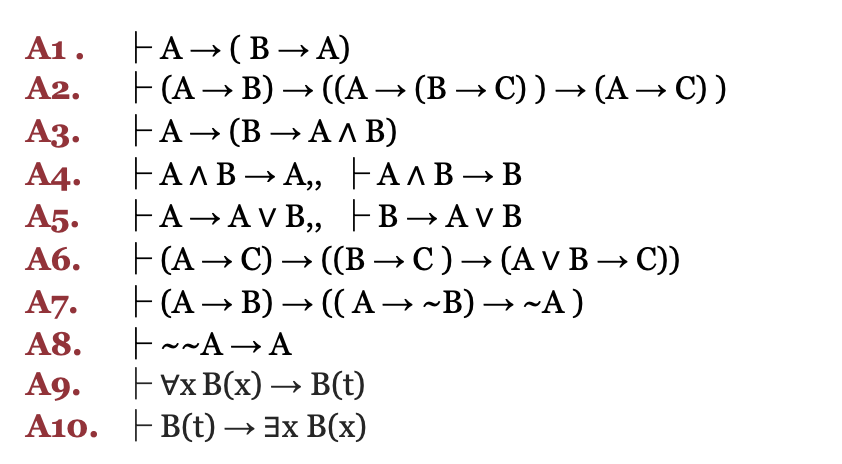 A1 . ⊢ A → ( B → A)
A2. ⊢ (A → B) → ((A → (B → C) ) → (A → C) )
A3. ⊢ A → (B → A ∧ B)
A4. ⊢ A ∧ B → A,, ⊢ A ∧ B → B
A5. ⊢ A → A ∨ B,, ⊢ B → A ∨ B
A6. ⊢ (A → C) → ((B → C ) → (A ∨ B → C))
A7. ⊢ (A → B) → (( A → ~B) → ~A )
A8. ⊢ ~~A → A
A9. ⊢ ∀x B(x) → B(t)
A10. ⊢ B(t) → ∃x B(x)